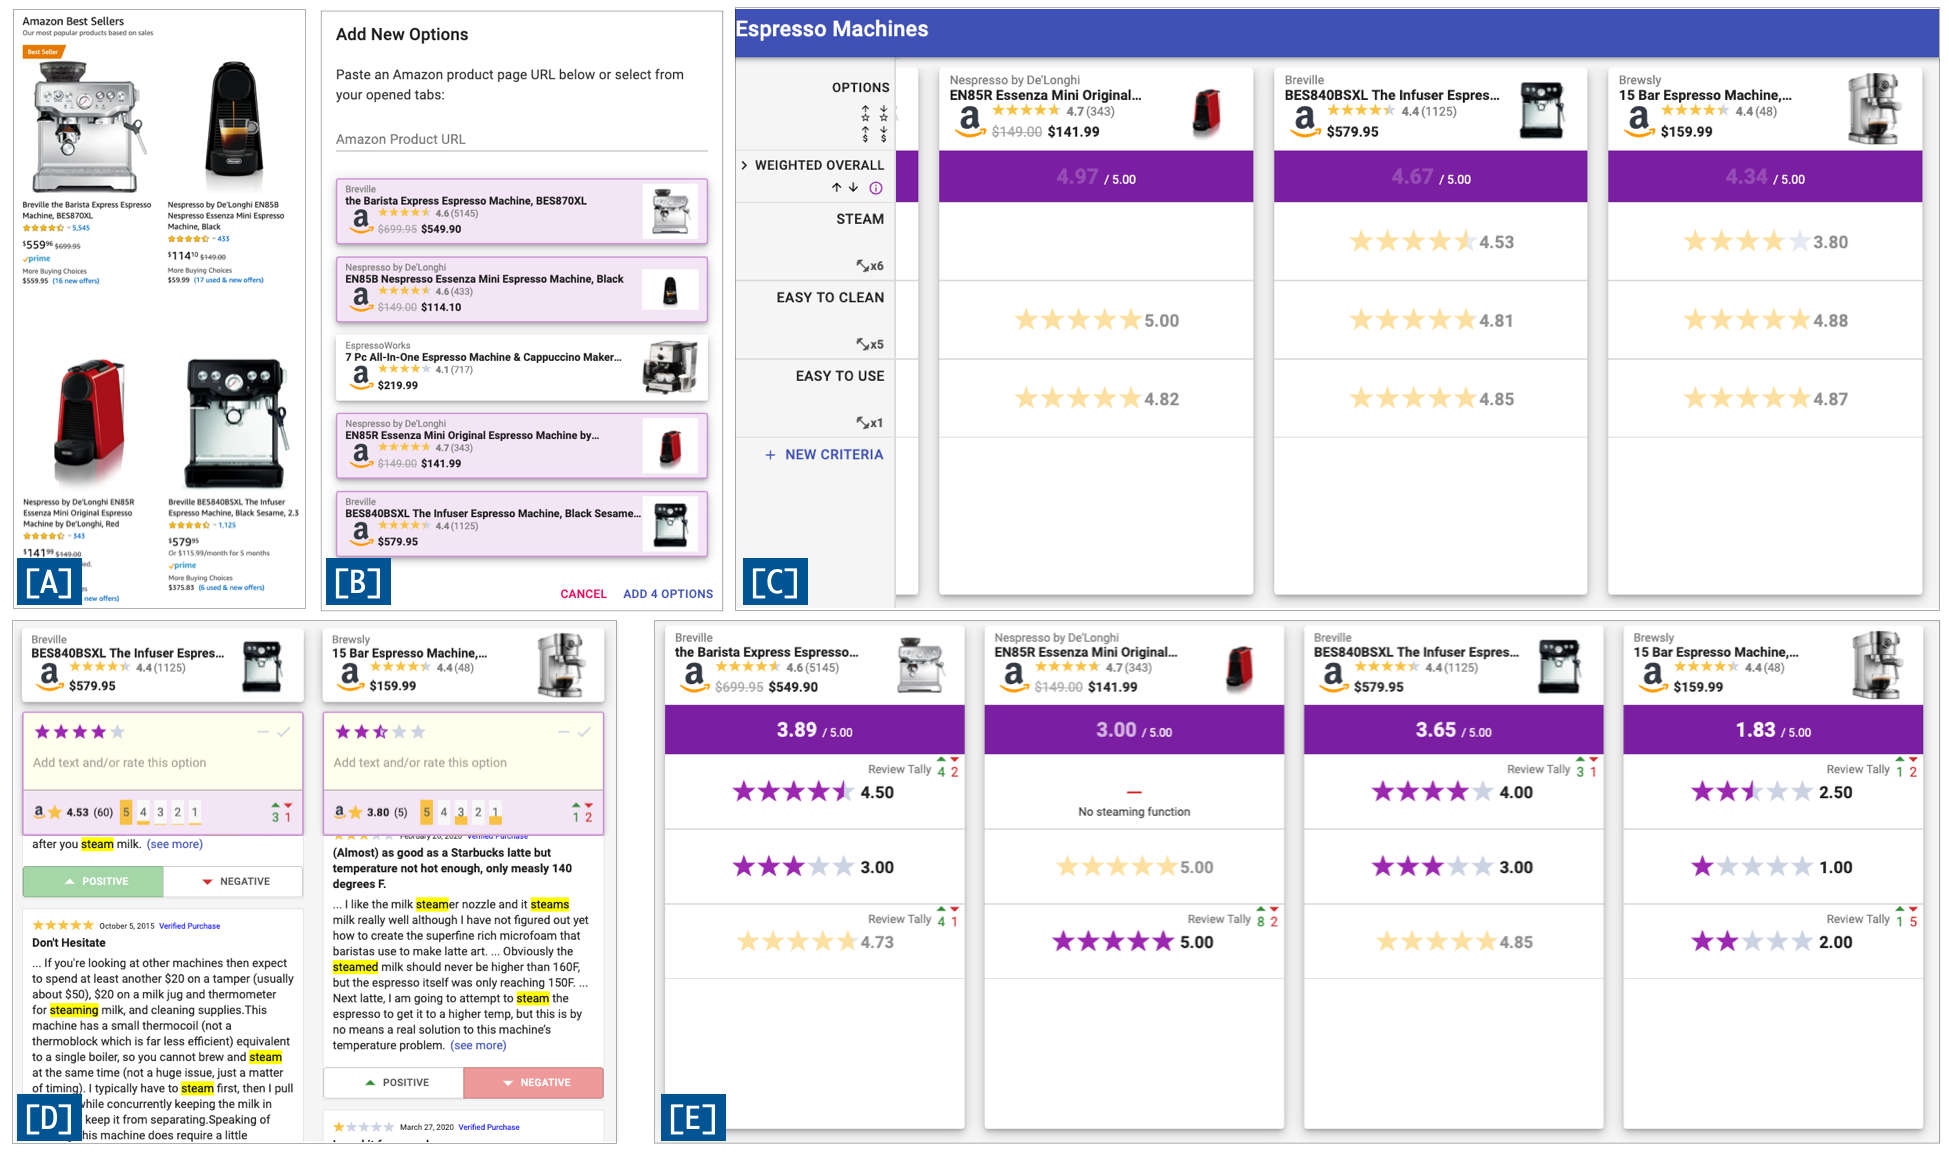 Amazon Best Sellers
Our most popular products based on sales
Best Seller
Breville the Barista Express Espresso
Machine, BES870XL
5,545
$559.96 $699.95
prime
More Buying Choices
$559.95 (16 new offers)
Nespresso by De'Longhi EN85B
Nespresso Essenza Mini Espresso
Machine, Black
433
$114.10 $149.00
More Buying Choices
$59.99 (17 used & new offers)
Nespresso by De'Longhi EN85R
Essenza Mini Original Espresso
Machine by De'Longhi, Red
343
$141.99 $149.00
new offers)
Breville BES840BSXL The Infuser
Espresso Machine, Black Sesame, 2.3
1,125
$579.95
Or $115.99/month for 5 months
prime
More Buying Choices
$375.83 (6 used & new offers)
[A]
Add New Options
Paste an Amazon product page URL below or select from
your opened tabs:
Amazon Product URL
Breville
the Barista Express Espresso Machine, BES870XL
a 4.6 (5145)
$699.95 $549.90
Nespresso by De'Longhi
EN85B Nespresso Essenza Mini Espresso Machine, Black
a 4.6 (433)
$149.00 $114.10
EspressoWorks
7 Pc All-In-One Espresso Machine & Cappuccino Maker...
a 4.1 (717)
$219.99
Nespresso by De'Longhi
EN85R Essenza Mini Original Espresso Machine by...
a 4.7 (343)
$149.00 $141.99
Breville
BES840BSXL The Infuser Espresso Machine, Black Sesame...
a 4.4 (1125)
$579.95
CANCEL ADD 4 OPTIONS
[B]
Espresso Machines
OPTIONS
WEIGHTED OVERALL
STEAM
x6
EASY TO CLEAN
x5
EASY TO USE
x1
+ NEW CRITERIA
Nespresso by De'Longhi
EN85R Essenza Mini Original...
a 4.7 (343)
$149.00 $141.99
4.97 / 5.00
5.00
4.82
Breville
BES840BSXL The Infuser Espres...
a 4.4 (1125)
$579.95
4.67 / 5.00
4.53
4.81
4.85
Brewsly
15 Bar Espresso Machine,...
a 4.4 (48)
$159.99
4.34 / 5.00
3.80
4.88
4.87
[C]
Breville
BES840BSXL The Infuser Espres...
a 4.4 (1125)
$579.95
Add text and/or rate this option
a 4.53 (60) 5 4 3 2 1 3 1
after you steam milk. (see more)
POSITIVE NEGATIVE
October 5, 2015 Verified Purchase
Don't Hesitate
... If you're looking at other machines then expect
to spend at least another $20 on a tamper (usually
about $50), $20 on a milk jug and thermometer
for steaming milk, and cleaning supplies.This
machine has a small thermocoil (not a
thermoblock which is far less efficient) equivalent
to a single boiler, so you cannot brew and steam
at the same time (not a huge issue, just a matter
of timing). I typically have to steam first, then I pull
while concurrently keeping the milk in
keep it from separating.Speaking of
his machine does require a little
Brewsly
15 Bar Espresso Machine,...
a 4.4 (48)
$159.99
Add text and/or rate this option
a 3.80 (5) 5 4 3 2 1 1 2
February 20, 2020 Verified Purchase
(Almost) as good as a Starbucks latte but
temperature not hot enough, only measly 140
degrees F.
... I like the milk steamer nozzle and it steams
milk really well although I have not figured out yet
how to create the superfine rich microfoam that
baristas use to make latte art. ... Obviously the
steamed milk should never be higher than 160F,
but the espresso itself was only reaching 150F. ...
Next latte, I am going to attempt to steam the
espresso to get it to a higher temp, but this is by
no means a real solution to this machine's
temperature problem. (see more)
POSITIVE NEGATIVE
March 27, 2020 Verified Purchase
[D]
Breville
the Barista Express Espresso...
a 4.6 (5145)
$699.95 $549.90
3.89 / 5.00
Review Tally 4 2
4.50
3.00
Review Tally 4 1
4.73
Nespresso by De'Longhi
EN85R Essenza Mini Original...
a 4.7 (343)
$149.00 $141.99
3.00 / 5.00
No steaming function
5.00
Review Tally 8 2
5.00
Breville
BES840BSXL The Infuser Espres...
a 4.4 (1125)
$579.95
3.65 / 5.00
Review Tally 3 1
4.00
3.00
4.85
Brewsly
15 Bar Espresso Machine,...
a 4.4 (48)
$159.99
1.83 / 5.00
Review Tally 1 2
2.50
1.00
Review Tally 1 5
2.00
[E]